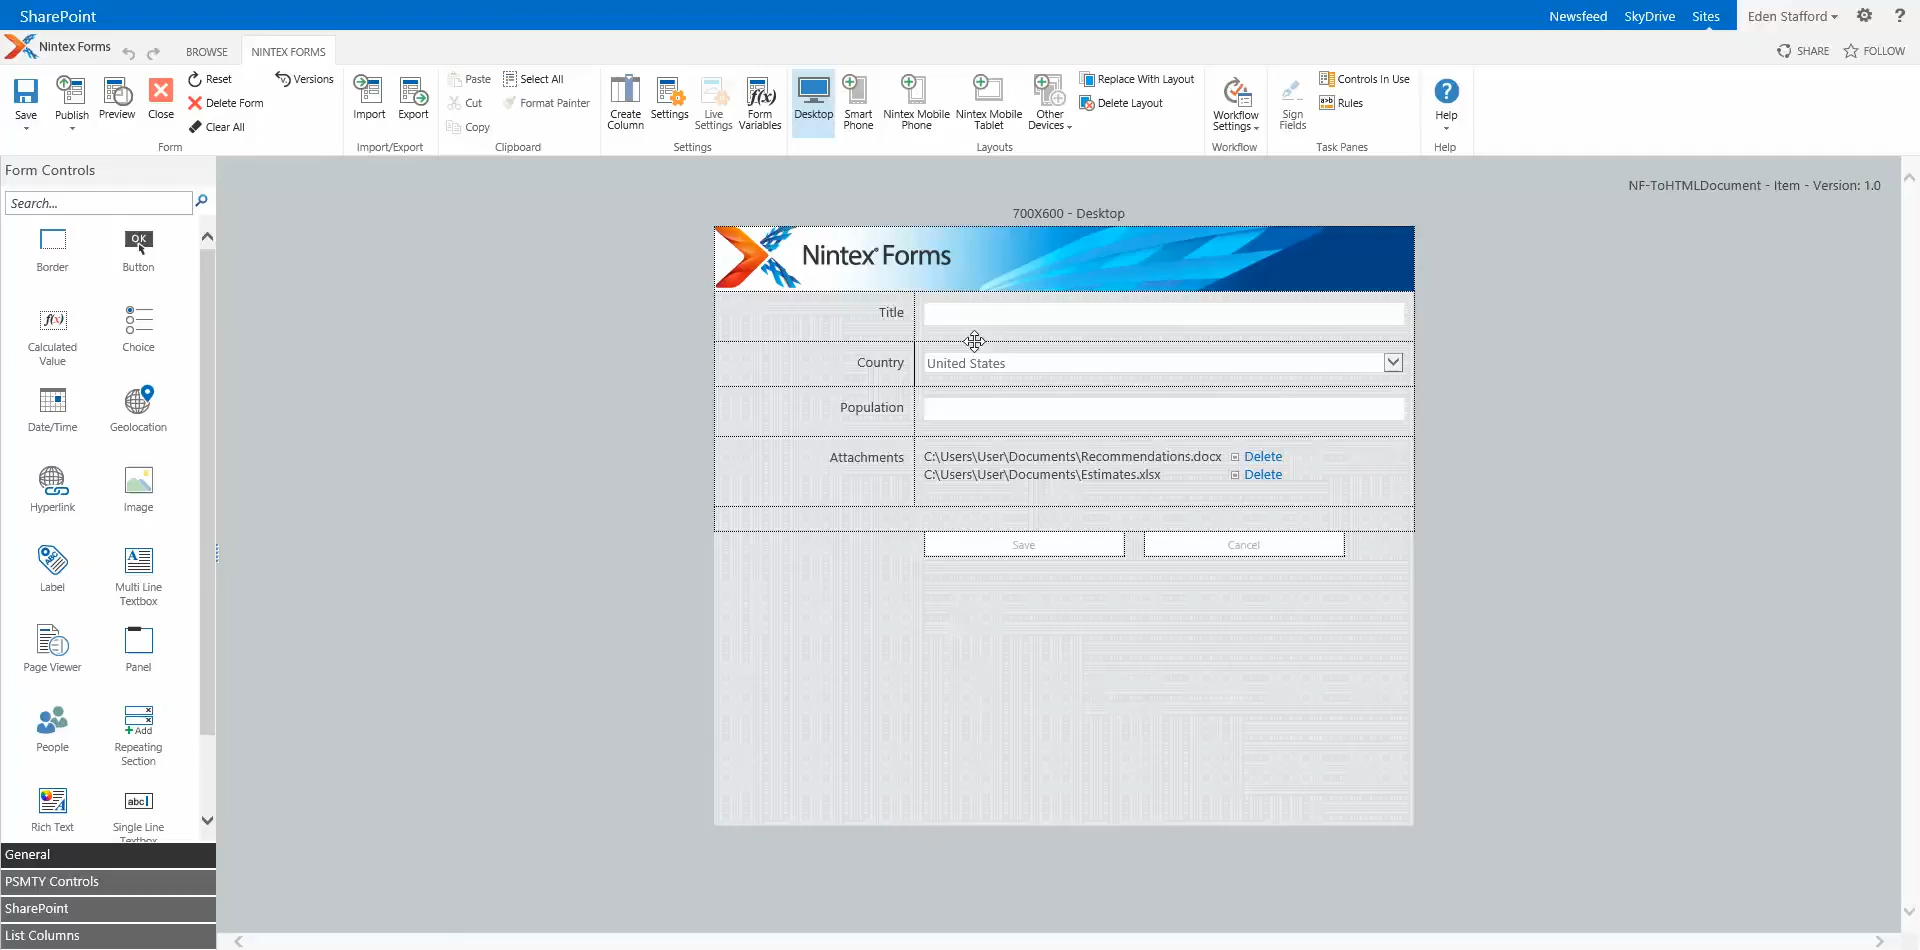 SharePoint
Newsfeed SkyDrive Sites Eden Stafford ?
Nintex Forms BROWSE NINTEX FORMS SHARE FOLLOW
Save Publish Preview Close Reset Delete Form Clear All Versions
Form
Import Export
Import/Export
Paste Cut Copy Select All Format Painter
Clipboard
Create Column Settings Live Settings f(x) Form Variables
Settings
Desktop Smart Phone Nintex Mobile Phone Nintex Mobile Tablet Other Devices Replace With Layout Delete Layout
Layouts
Workflow Settings
Workflow
Sign Fields Controls In Use Rules
Task Panes
? Help
Help
Form Controls
Search...
OK
Border Button
f(x)
Calculated Value Choice
Date/Time Geolocation
Hyperlink Image
ABC A
Label Multi Line Textbox
Page Viewer Panel
+Add
People Repeating Section
A abc
Rich Text Single Line Textbox
General
PSMTY Controls
SharePoint
List Columns
NF-ToHTMLDocument - Item - Version: 1.0
700X600 - Desktop
Nintex® Forms
Title
Country United States
Population
Attachments C:\Users\User\Documents\Recommendations.docx Delete
C:\Users\User\Documents\Estimates.xlsx Delete
Save Cancel